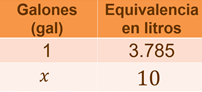 Galones Equivalencia
(gal) en litros
1 3.785
x 10